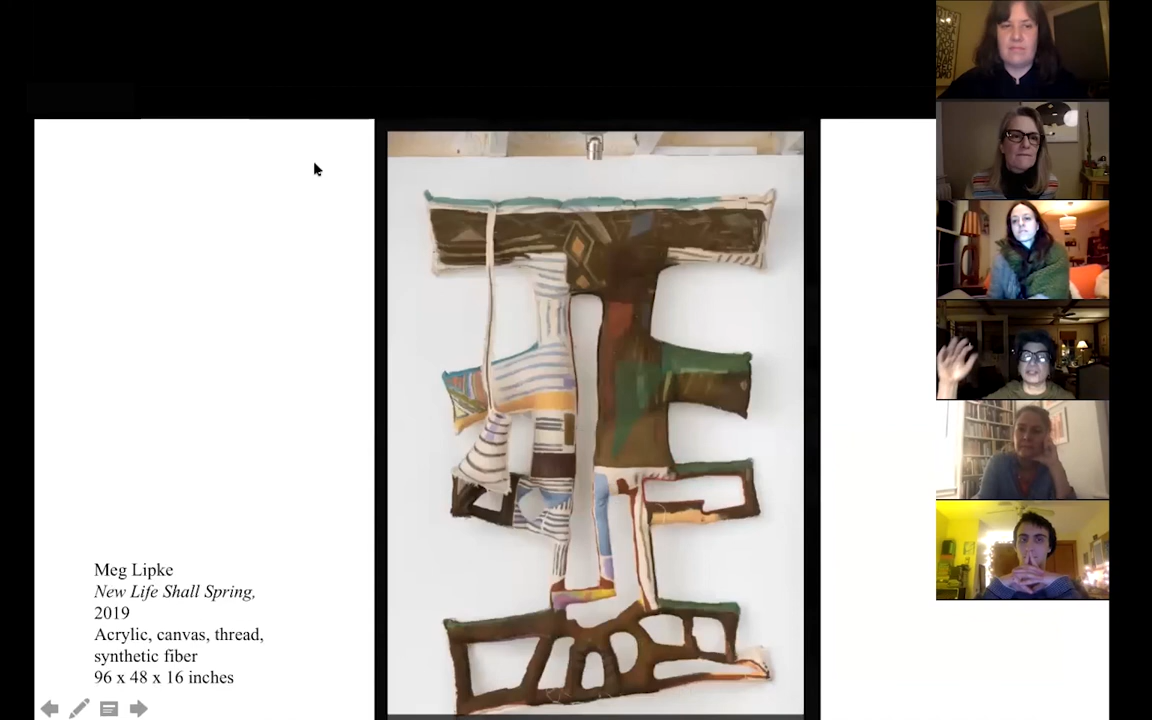 Meg Lipke
New Life Shall Spring,
2019
Acrylic, canvas, thread,
synthetic fiber
96 x 48 x 16 inches